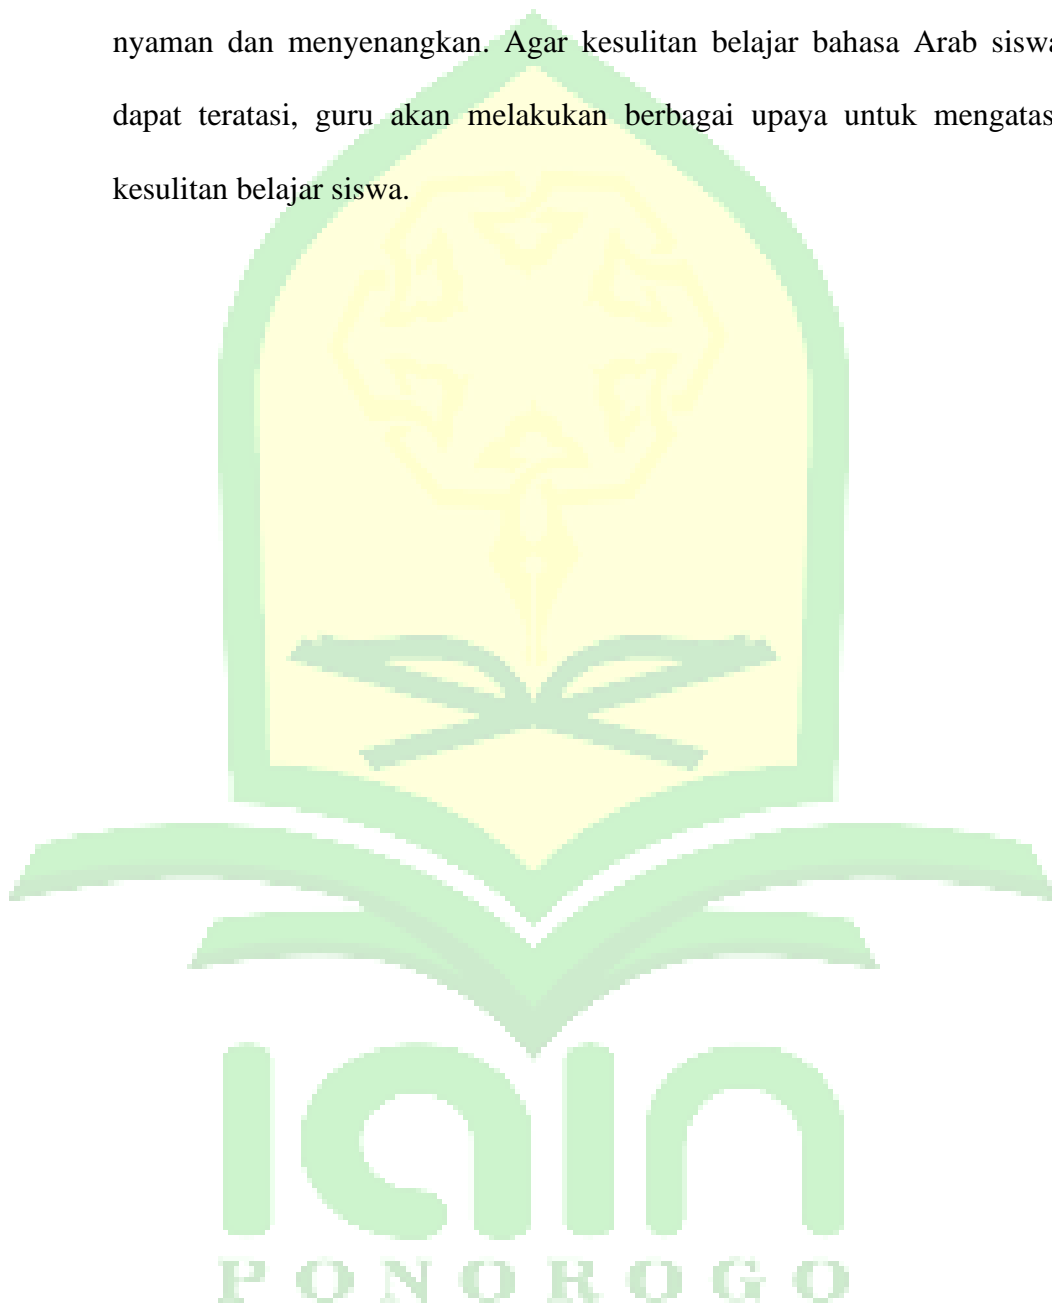 nyaman dan menyenangkan. Agar kesulitan belajar bahasa Arab siswa
dapat teratasi, guru akan melakukan berbagai upaya untuk mengatas
kesulitan belajar siswa.
iain
PONOROGO